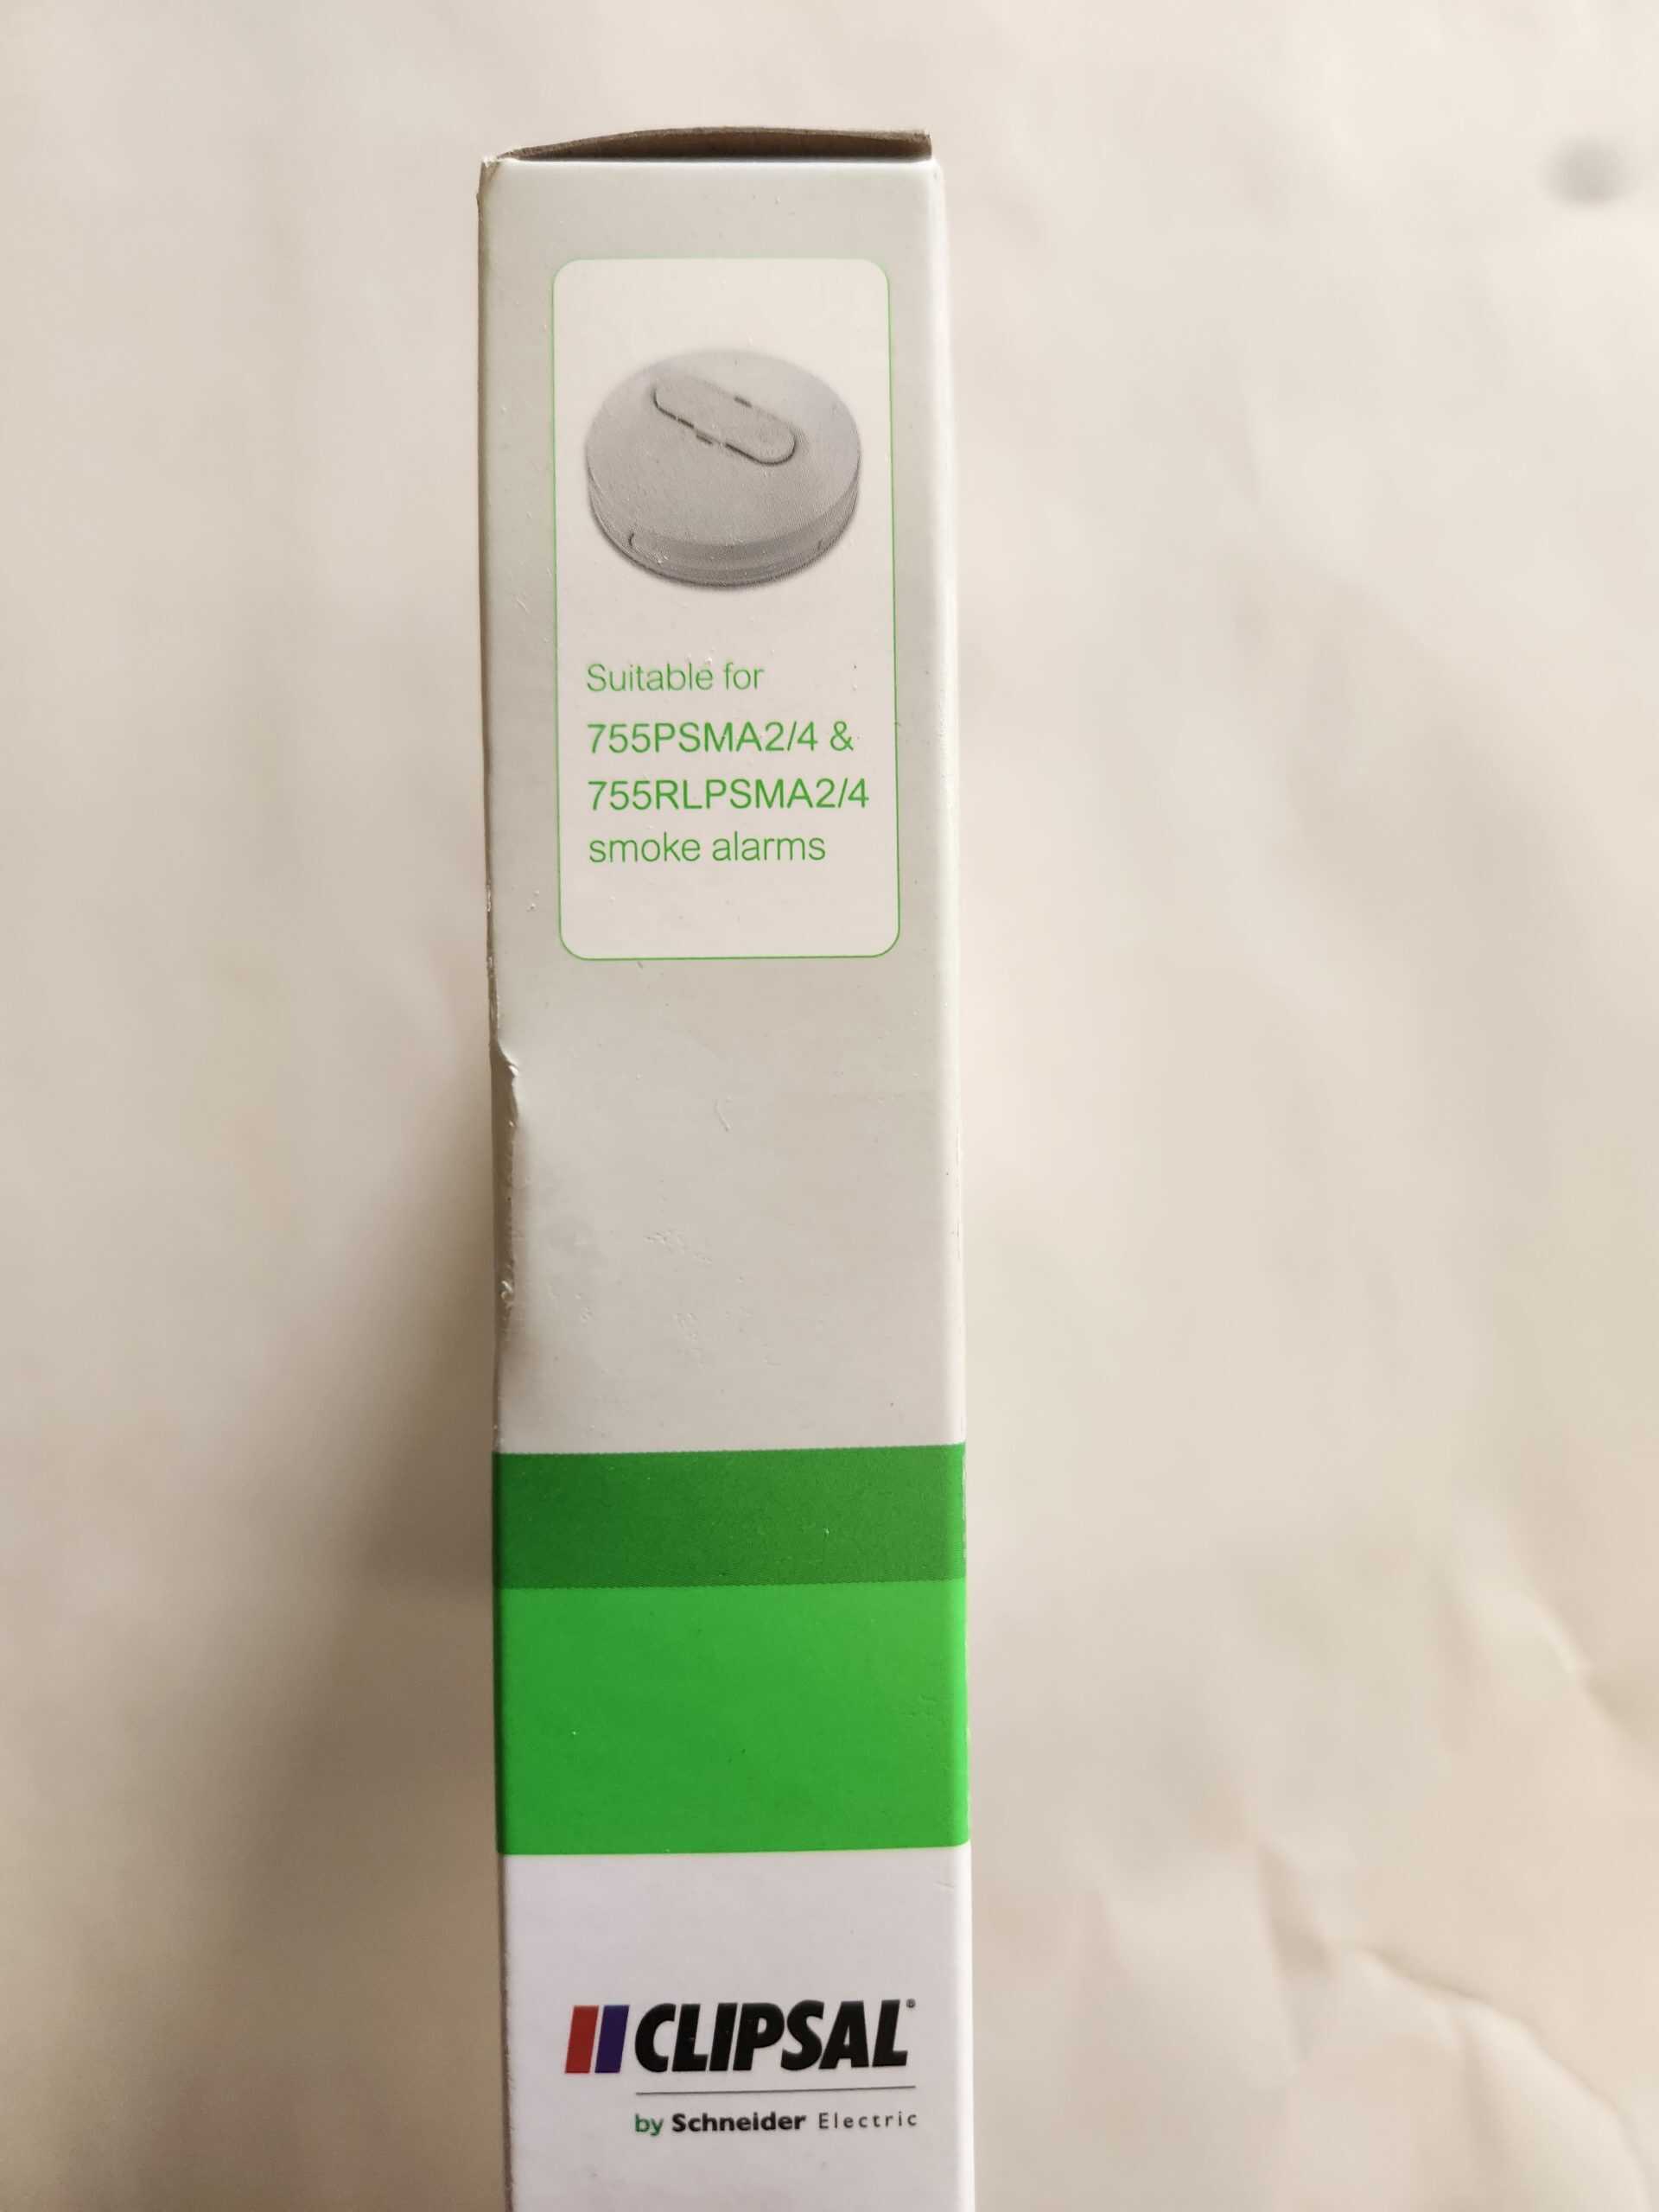 Suitable for
755PSMA2/4 &
755RLPSMA2/4
smoke alarms
CLIPSAL®
by Schneider Electric